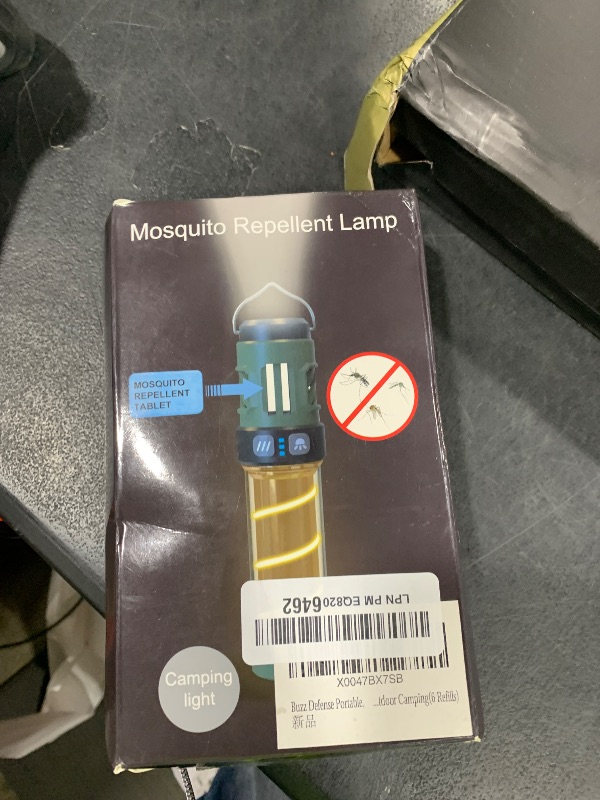 Mosquito Repellent Lamp
MOSQUITO
REPELLENT
TABLET
LPN PM EQ8206462
X0047BX7SB
Buzz Defense Portable, ...tdoor Camping(6 Refills)
新品
Camping
light